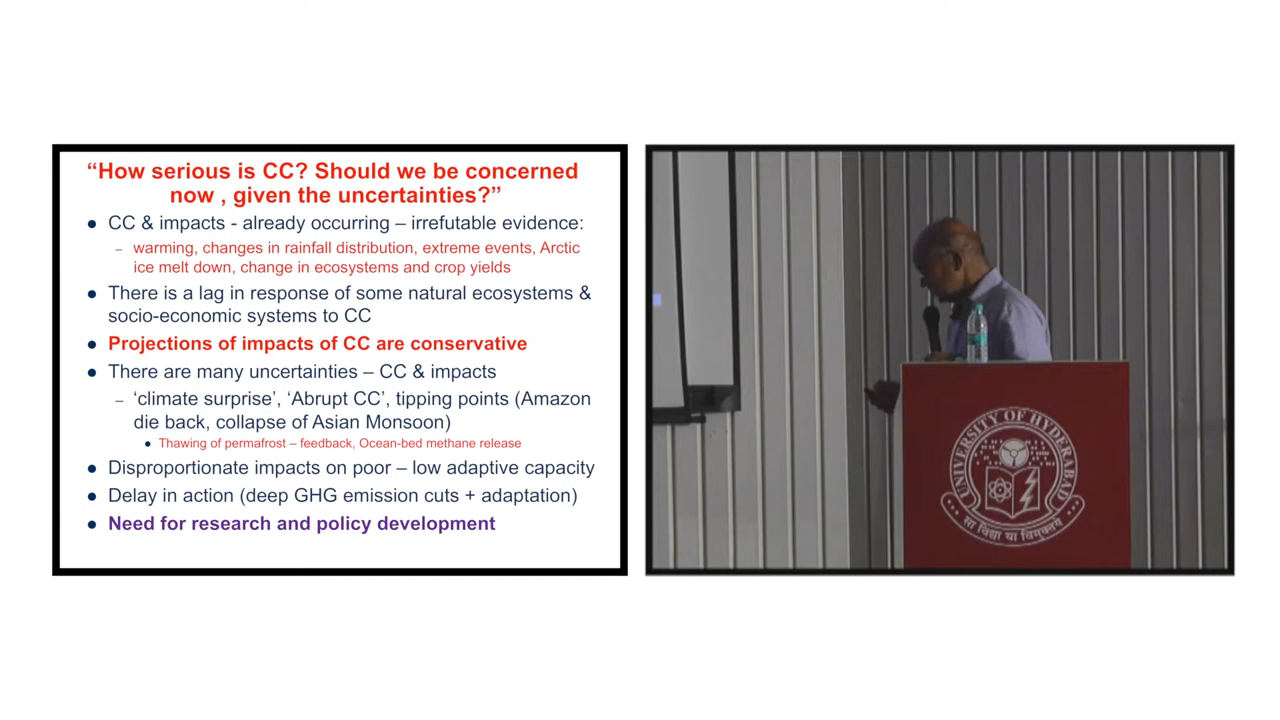 “How serious is CC? Should we be concerned
now , given the uncertainties?”
● CC & impacts - already occurring – irrefutable evidence:
– warming, changes in rainfall distribution, extreme events, Arctic
ice melt down, change in ecosystems and crop yields
● There is a lag in response of some natural ecosystems &
socio-economic systems to CC
● Projections of impacts of CC are conservative
● There are many uncertainties – CC & impacts
– ‘climate surprise’, ‘Abrupt CC’, tipping points (Amazon
die back, collapse of Asian Monsoon)
● Thawing of permafrost – feedback, Ocean-bed methane release
● Disproportionate impacts on poor – low adaptive capacity
● Delay in action (deep GHG emission cuts + adaptation)
● Need for research and policy development
UNIVERSITY OF HYDERABAD
सा विद्या या विमुक्तये